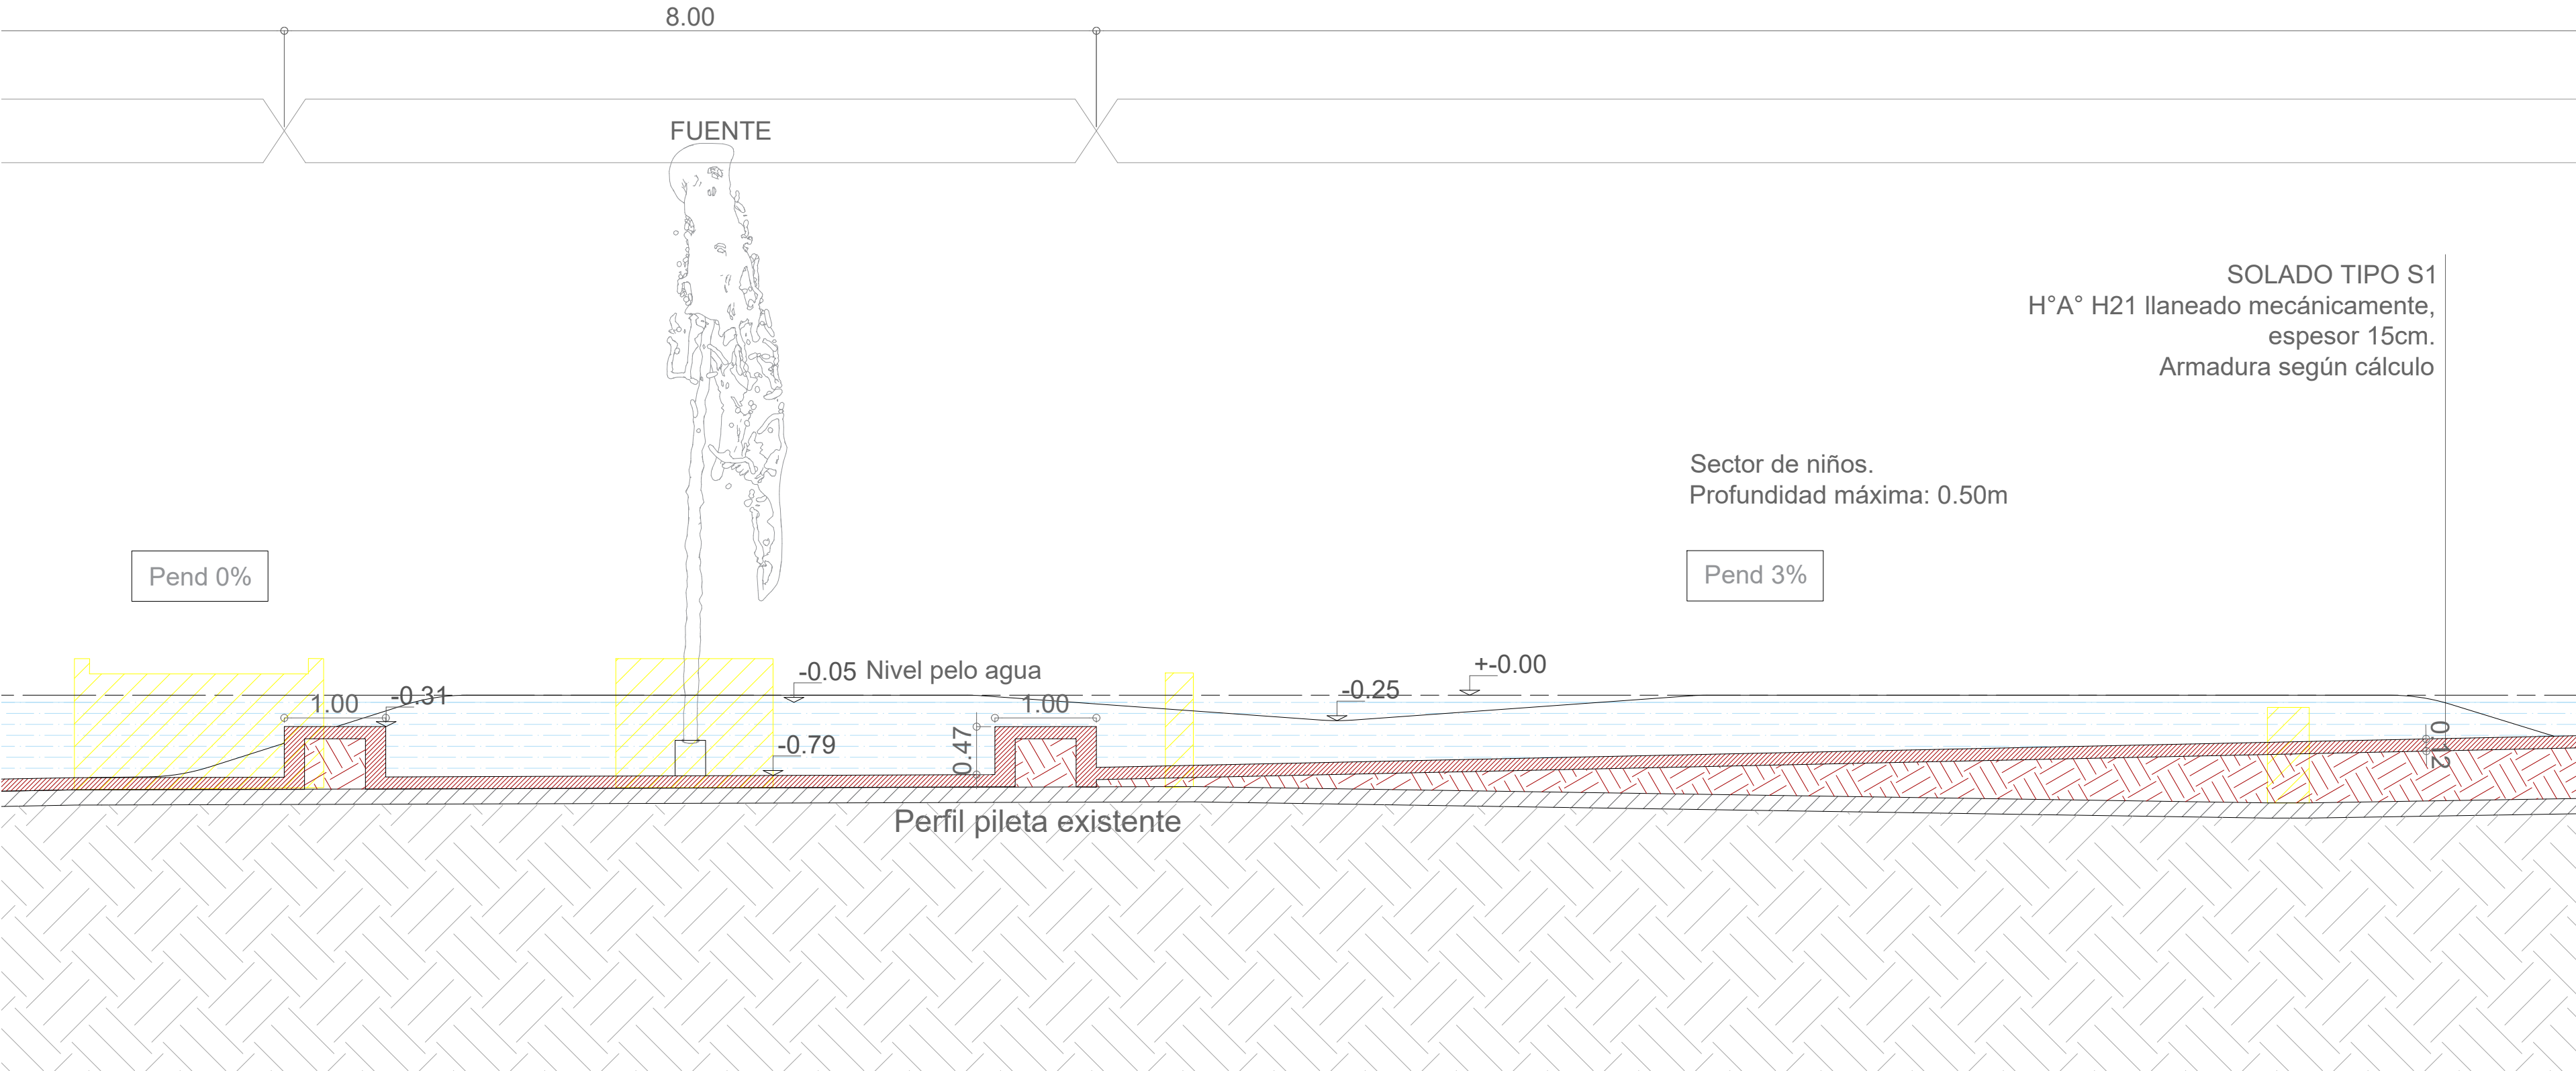 8.00
FUENTE
SOLADO TIPO S1
H°A° H21 llaneado mecánicamente,
espesor 15cm.
Armadura según cálculo
Sector de niños.
Profundidad máxima: 0.50m
Pend 0%
Pend 3%
-0.05 Nivel pelo agua
+-0.00
1.00
-0.31
1.00
-0.25
0.47
-0.79
0.12
Perfil pileta existente